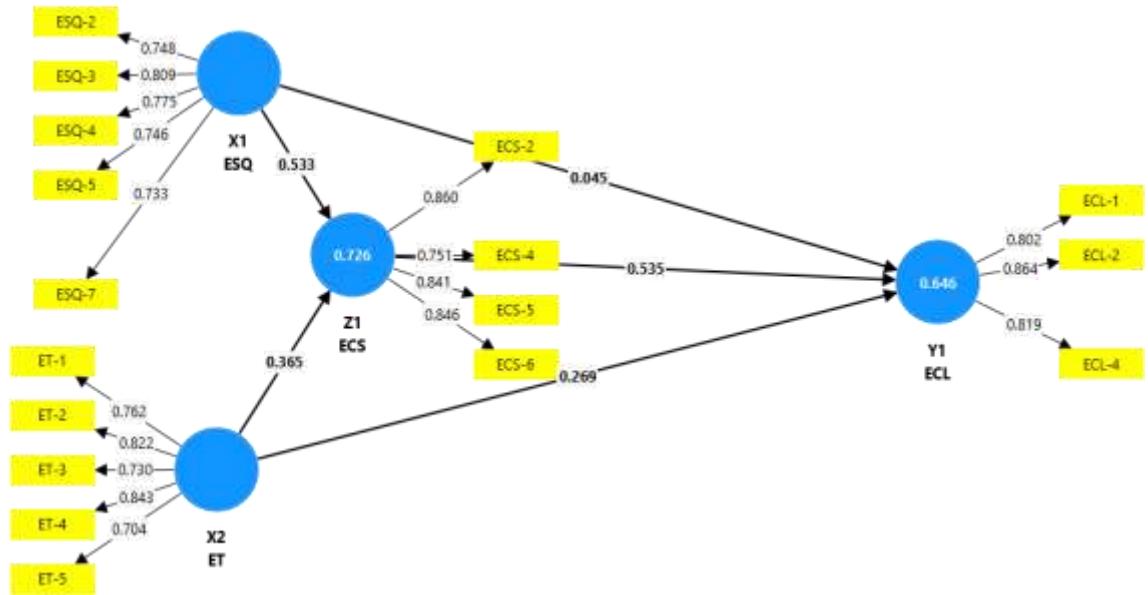 ESQ-2
0.748
ESQ-3
0.809
0.775
ESQ-4
0.746
ESQ-5
0.733
ESQ-7
X1
ESQ
0.533
ECS-2
0.860
0.045
0.726
0.751
ECS-4
0.535
0.841
ECS-5
0.846
ECS-6
Z1
ECS
0.365
0.269
ET-1
0.762
ET-2
0.822
ET-3
0.730
0.843
ET-4
0.704
ET-5
X2
ET
ECL-1
0.802
ECL-2
0.864
0.646
0.819
ECL-4
Y1
ECL